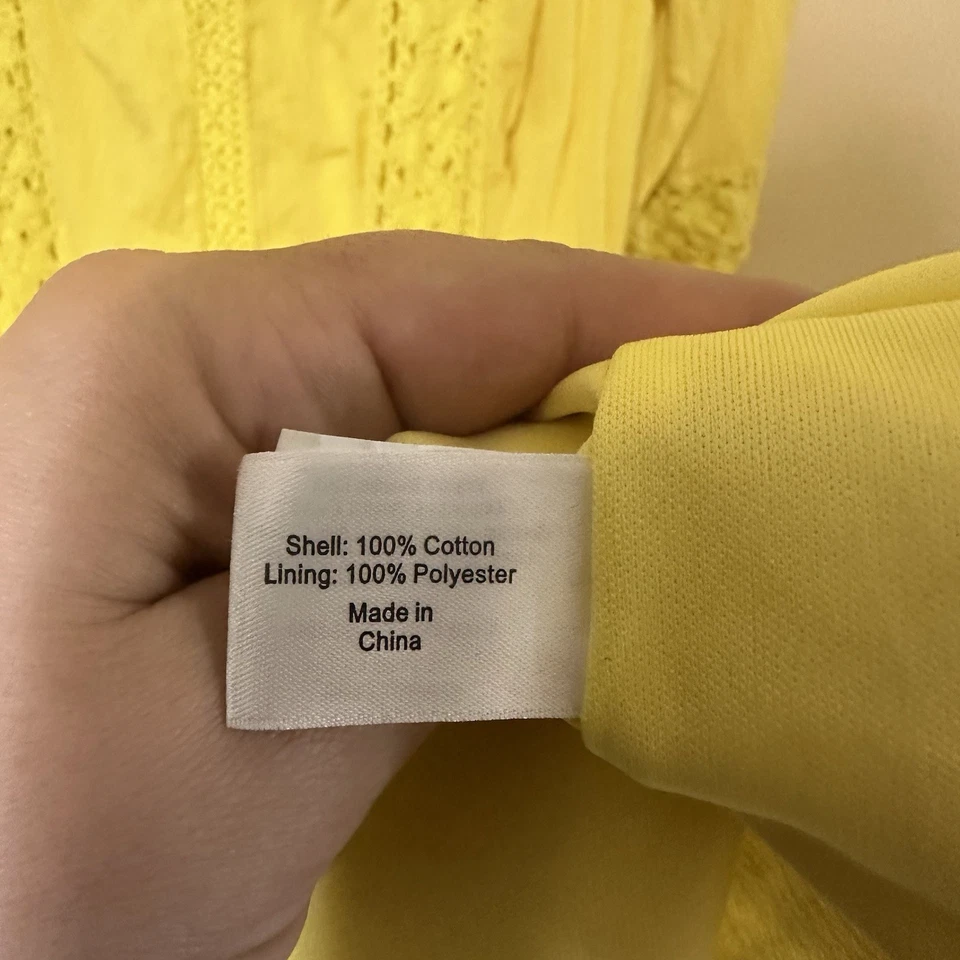 Shell: 100% Cotton
Lining: 100% Polyester
Made in
China